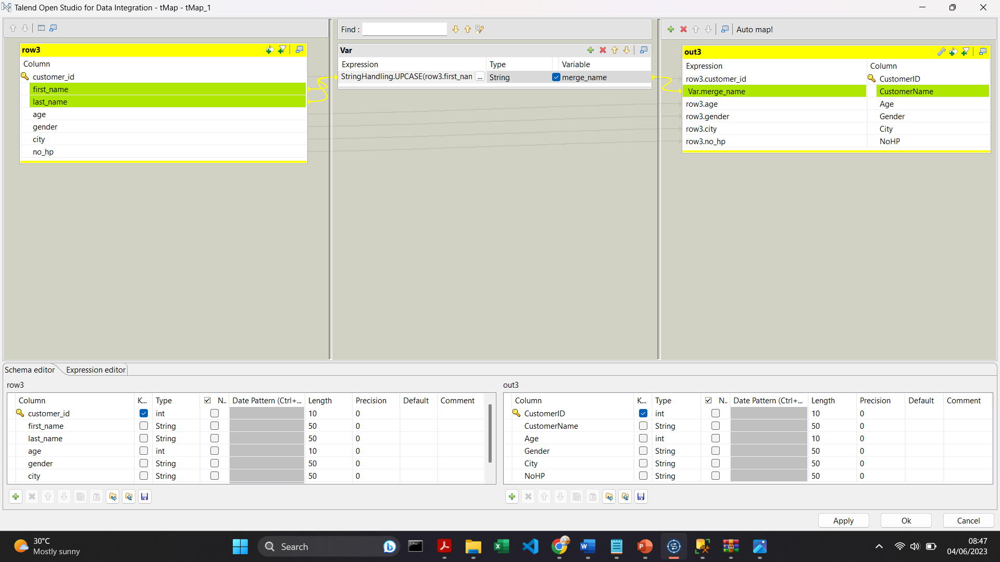 Talend Open Studio for Data Integration - tMap - tMap_1
Find :
Auto map!
row3
Column
customer_id
first_name
last_name
age
gender
city
no_hp
Var
Expression Type Variable
StringHandling.UPCASE(row3.first_nan ... String merge_name
out3
Expression Column
row3.customer_id CustomerID
Var.merge_name CustomerName
row3.age Age
row3.gender Gender
row3.city City
row3.no_hp NoHP
Schema editor Expression editor
row3
Column K... Type N.. Date Pattern (Ctrl+... Length Precision Default Comment
customer_id int 10 0
first_name String 50 0
last_name String 50 0
age int 10 0
gender String 50 0
city String 50 0
out3
Column K... Type N.. Date Pattern (Ctrl+... Length Precision Default Comment
CustomerID int 10 0
CustomerName String 50 0
Age int 10 0
Gender String 50 0
City String 50 0
NoHP String 50 0
Apply Ok Cancel
30°C
Mostly sunny
Search
08:47
04/06/2023